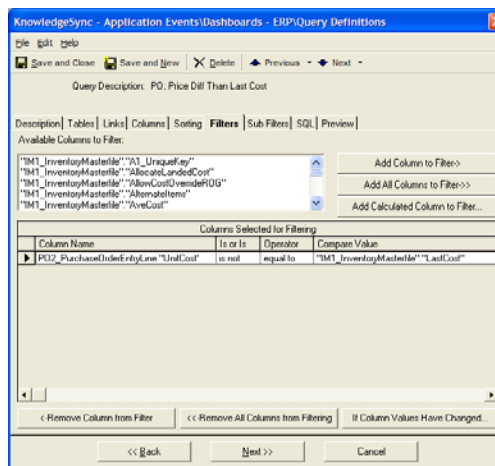 KnowledgeSync - Application Events\Dashboards - ERP\Query Definitions
File Edit Help
Save and Close Save and New Delete Previous Next
Query Description: PO: Price Diff Than Last Cost
Description Tables Links Columns Sorting Filters Sub Filters SQL Preview
Available Columns to Filter:
"IM1_InventoryMasterfile"."A1_UniqueKey"
"IM1_InventoryMasterfile"."AllocateLandedCost"
"IM1_InventoryMasterfile"."AllowCostOverrideROG"
"IM1_InventoryMasterfile"."AlternateItems"
"IM1_InventoryMasterfile"."AveCost"
Add Column to Filter->
Add All Columns to Filter->>
Add Calculated Column to Filter...
Columns Selected for Filtering
Column Name Is or Is Operator Compare Value
PO2_PurchaseOrderEntryLine."UnitCost" is not equal to "IM1_InventoryMasterfile"."LastCost"
<-Remove Column from Filter <<-Remove All Columns from Filtering If Column Values Have Changed...
<< Back Next >> Cancel